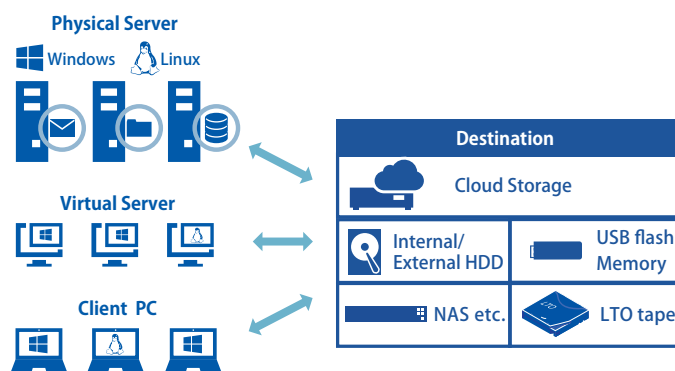 Physical Server
Windows Linux
Virtual Server
Client PC
Destination
Cloud Storage
Internal/
External HDD
USB flash
Memory
NAS etc.
LTO
LTO tape